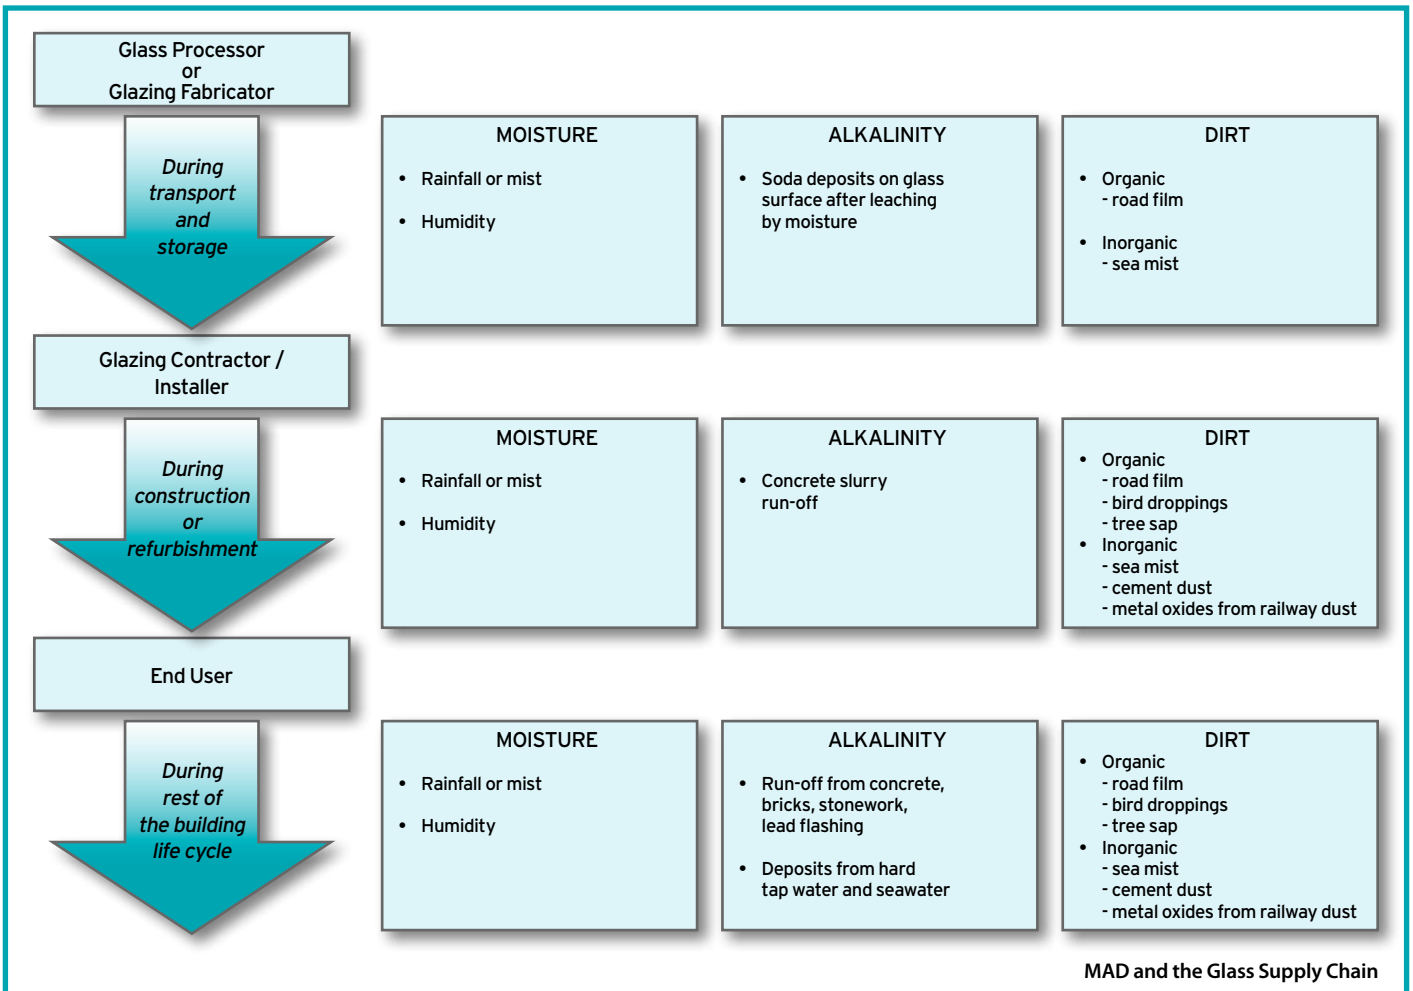 Glass Processor
or
Glazing Fabricator
During
transport
and
storage
MOISTURE
• Rainfall or mist
• Humidity
ALKALINITY
• Soda deposits on glass
surface after leaching
by moisture
DIRT
• Organic
- road film
• Inorganic
- sea mist
Glazing Contractor /
Installer
During
construction
or
refurbishment
MOISTURE
• Rainfall or mist
• Humidity
ALKALINITY
• Concrete slurry
run-off
DIRT
• Organic
- road film
- bird droppings
- tree sap
• Inorganic
- sea mist
- cement dust
- metal oxides from railway dust
End User
During
rest of
the building
life cycle
MOISTURE
• Rainfall or mist
• Humidity
ALKALINITY
• Run-off from concrete,
bricks, stonework,
lead flashing
• Deposits from hard
tap water and seawater
DIRT
• Organic
- road film
- bird droppings
- tree sap
• Inorganic
- sea mist
- cement dust
- metal oxides from railway dust
MAD and the Glass Supply Chain